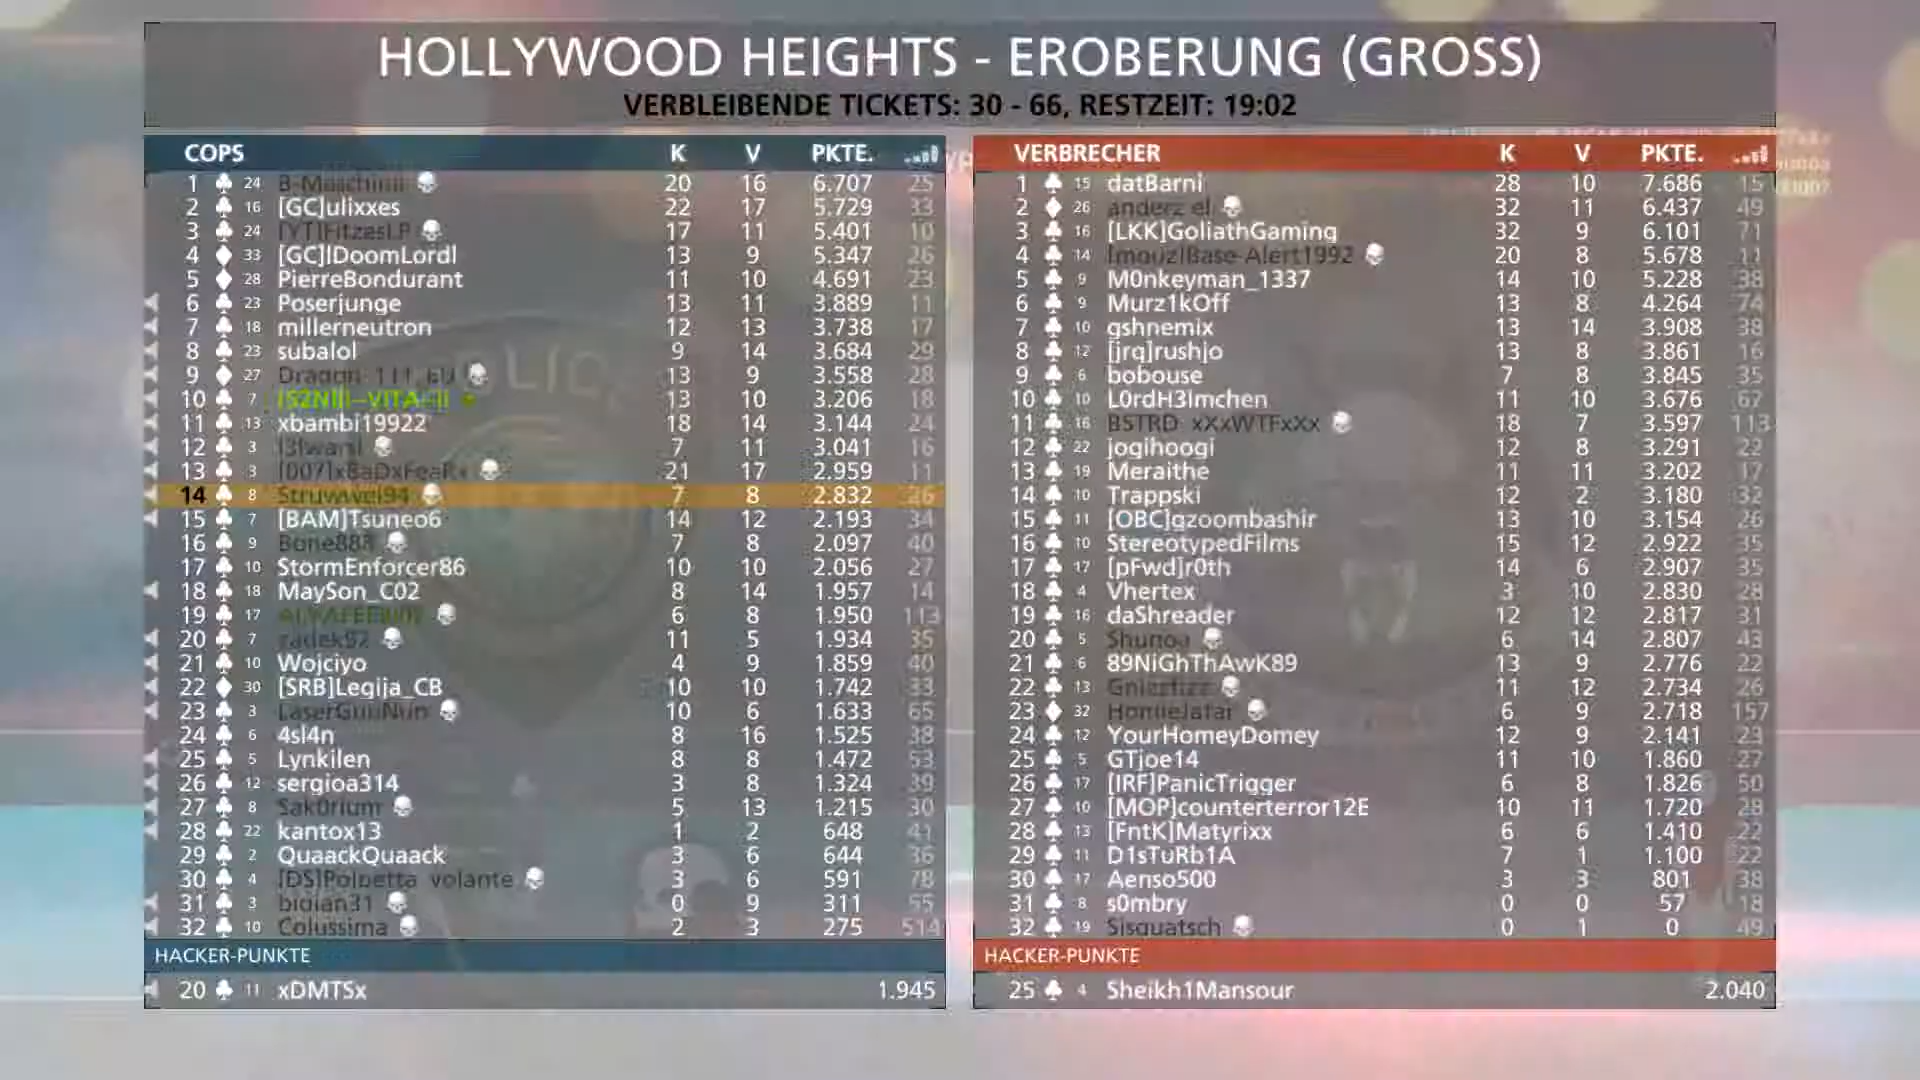 HOLLYWOOD HEIGHTS - EROBERUNG (GROSS)
VERBLEIBENDE TICKETS: 30 - 66, RESTZEIT: 19:02
COPS K V PKTE.
1 24 20 16 6.707 25
2 16 [GC]ulixxes 22 17 5.729 33
3 24 [YT]FitzesLP 17 11 5.401 10
4 33 [GC]lDoomLordl 13 9 5.347 26
5 28 PierreBondurant 11 10 4.691 23
6 23 Poserjunge 13 11 3.889 11
7 18 millerneutron 12 13 3.738 17
8 23 subalol 9 14 3.684 29
9 27 Dragon_111_EU 13 9 3.558 28
10 7 13 10 3.206 18
11 13 xbambi19922 18 14 3.144 24
12 3 7 11 3.041 16
13 3 [007]xBaDxFeaRx 21 17 2.959 11
14 8 Struwwel94 7 8 2.832 26
15 7 [BAM]Tsuneo6 14 12 2.193 34
16 9 Bone888 7 8 2.097 40
17 10 StormEnforcer86 10 10 2.056 27
18 18 MaySon_C02 8 14 1.957 14
19 17 6 8 1.950 113
20 7 zadek92 11 5 1.934 35
21 10 Wojciyo 4 9 1.859 40
22 30 [SRB]Legija_CB 10 10 1.742 33
23 3 LaserGunNun 10 6 1.633 65
24 6 4sl4n 8 16 1.525 38
25 5 Lynkilen 8 8 1.472 53
26 12 sergioa314 3 8 1.324 39
27 8 Sak0rium 5 13 1.215 30
28 22 kantox13 1 2 648 41
29 2 QuaackQuaack 3 6 644 36
30 4 [DS]Polpetta_volante 3 6 591 78
31 3 bigian31 0 9 311 55
32 10 Colussima 2 3 275 514
HACKER-PUNKTE
20 11 xDMTSx 1.945
VERBRECHER K V PKTE.
1 15 datBarni 28 10 7.686 15
2 26 anderz_el 32 11 6.437 49
3 16 [LKK]GoliathGaming 32 9 6.101 71
4 14 [mouz]Base-Alert1992 20 8 5.678 11
5 9 M0nkeyman_1337 14 10 5.228 38
6 9 Murz1kOff 13 8 4.264 74
7 10 gshnemix 13 14 3.908 38
8 12 [jrg]rushjo 13 8 3.861 16
9 6 bobouse 7 8 3.845 35
10 10 L0rdH3lmchen 11 10 3.676 67
11 16 BSTRD_xXxWTFxXx 18 7 3.597 113
12 22 jogihoogi 12 8 3.291 22
13 19 Meraithe 11 11 3.202 17
14 10 Trappski 12 2 3.180 32
15 11 [OBC]gzoombashir 13 10 3.154 26
16 10 StereotypedFilms 15 12 2.922 35
17 17 [pFwd]r0th 14 6 2.907 35
18 4 Vhertex 3 10 2.830 28
19 16 daShreader 12 12 2.817 31
20 5 6 14 2.807 43
21 6 89NiGhThAwK89 13 9 2.776 22
22 13 11 12 2.734 26
23 32 HomieJafar 6 9 2.718 157
24 12 YourHomeyDomey 12 9 2.141 23
25 5 GTjoe14 11 10 1.860 27
26 17 [IRF]PanicTrigger 6 8 1.826 50
27 10 [MOP]counterterror12E 10 11 1.720 28
28 13 [FntK]Matyrixx 6 6 1.410 22
29 11 D1sTuRb1A 7 1 1.100 22
30 17 Aenso500 3 3 801 38
31 8 s0mbry 0 0 57 18
32 19 Sisquatsch 0 1 0 49
HACKER-PUNKTE
25 4 Sheikh1Mansour 2.040